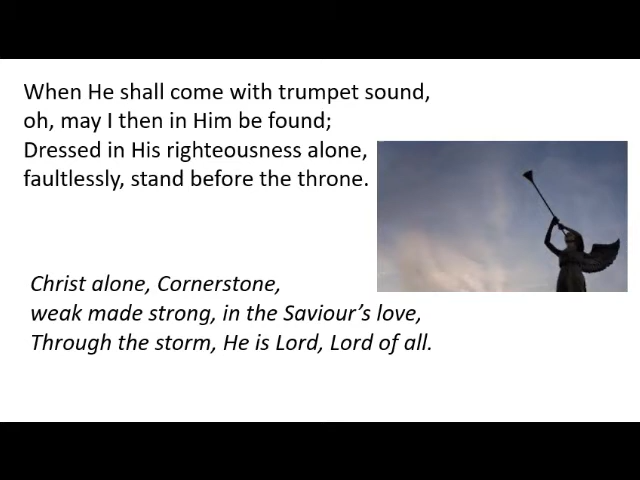 When He shall come with trumpet sound,
oh, may I then in Him be found;
Dressed in His righteousness alone,
faultlessly, stand before the throne.
Christ alone, Cornerstone,
weak made strong, in the Saviour’s love,
Through the storm, He is Lord, Lord of all.